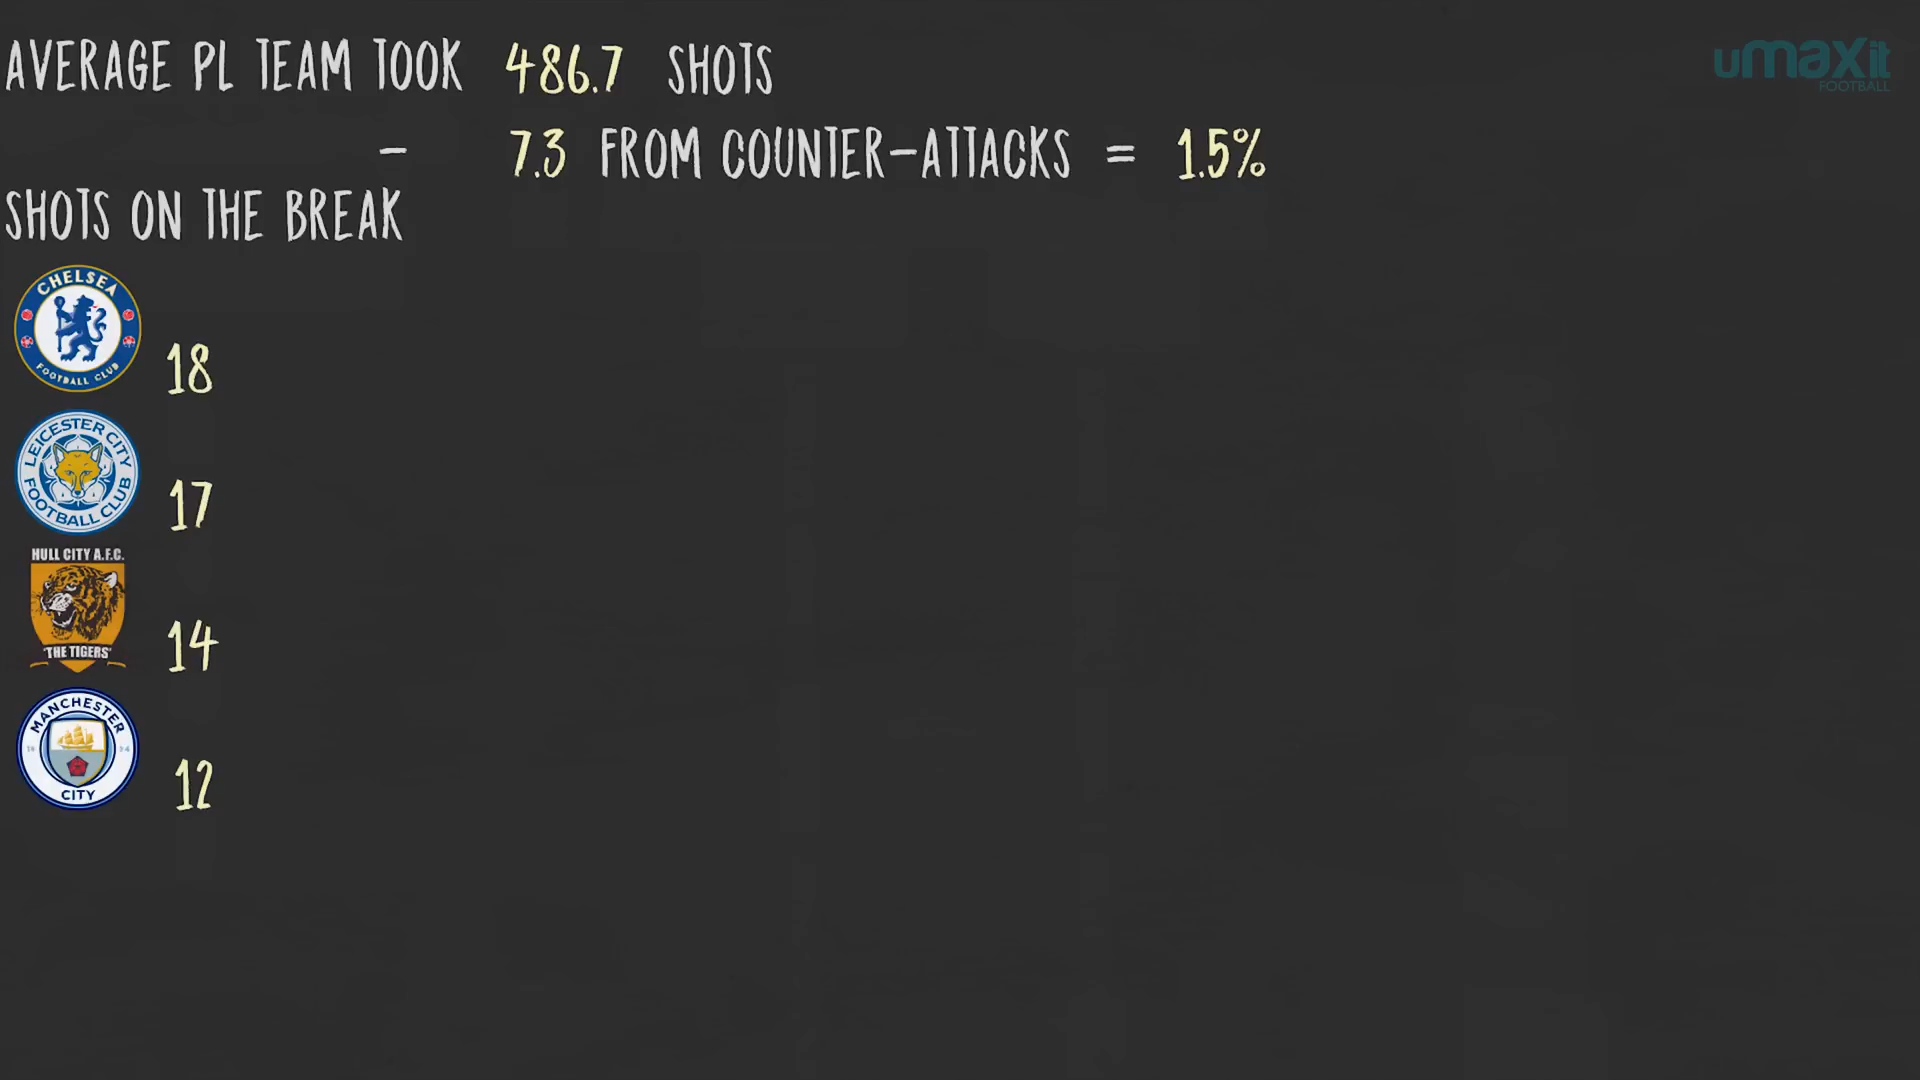 AVERAGE PL TEAM TOOK 486.7 SHOTS
umaxit
FOOTBALL
- 7.3 FROM COUNTER-ATTACKS = 1.5%
SHOTS ON THE BREAK
CHELSEA
FOOTBALL CLUB
18
LEICESTER CITY
FOOTBALL CLUB
17
HULL CITY A.F.C.
'THE TIGERS'
14
MANCHESTER
CITY
12